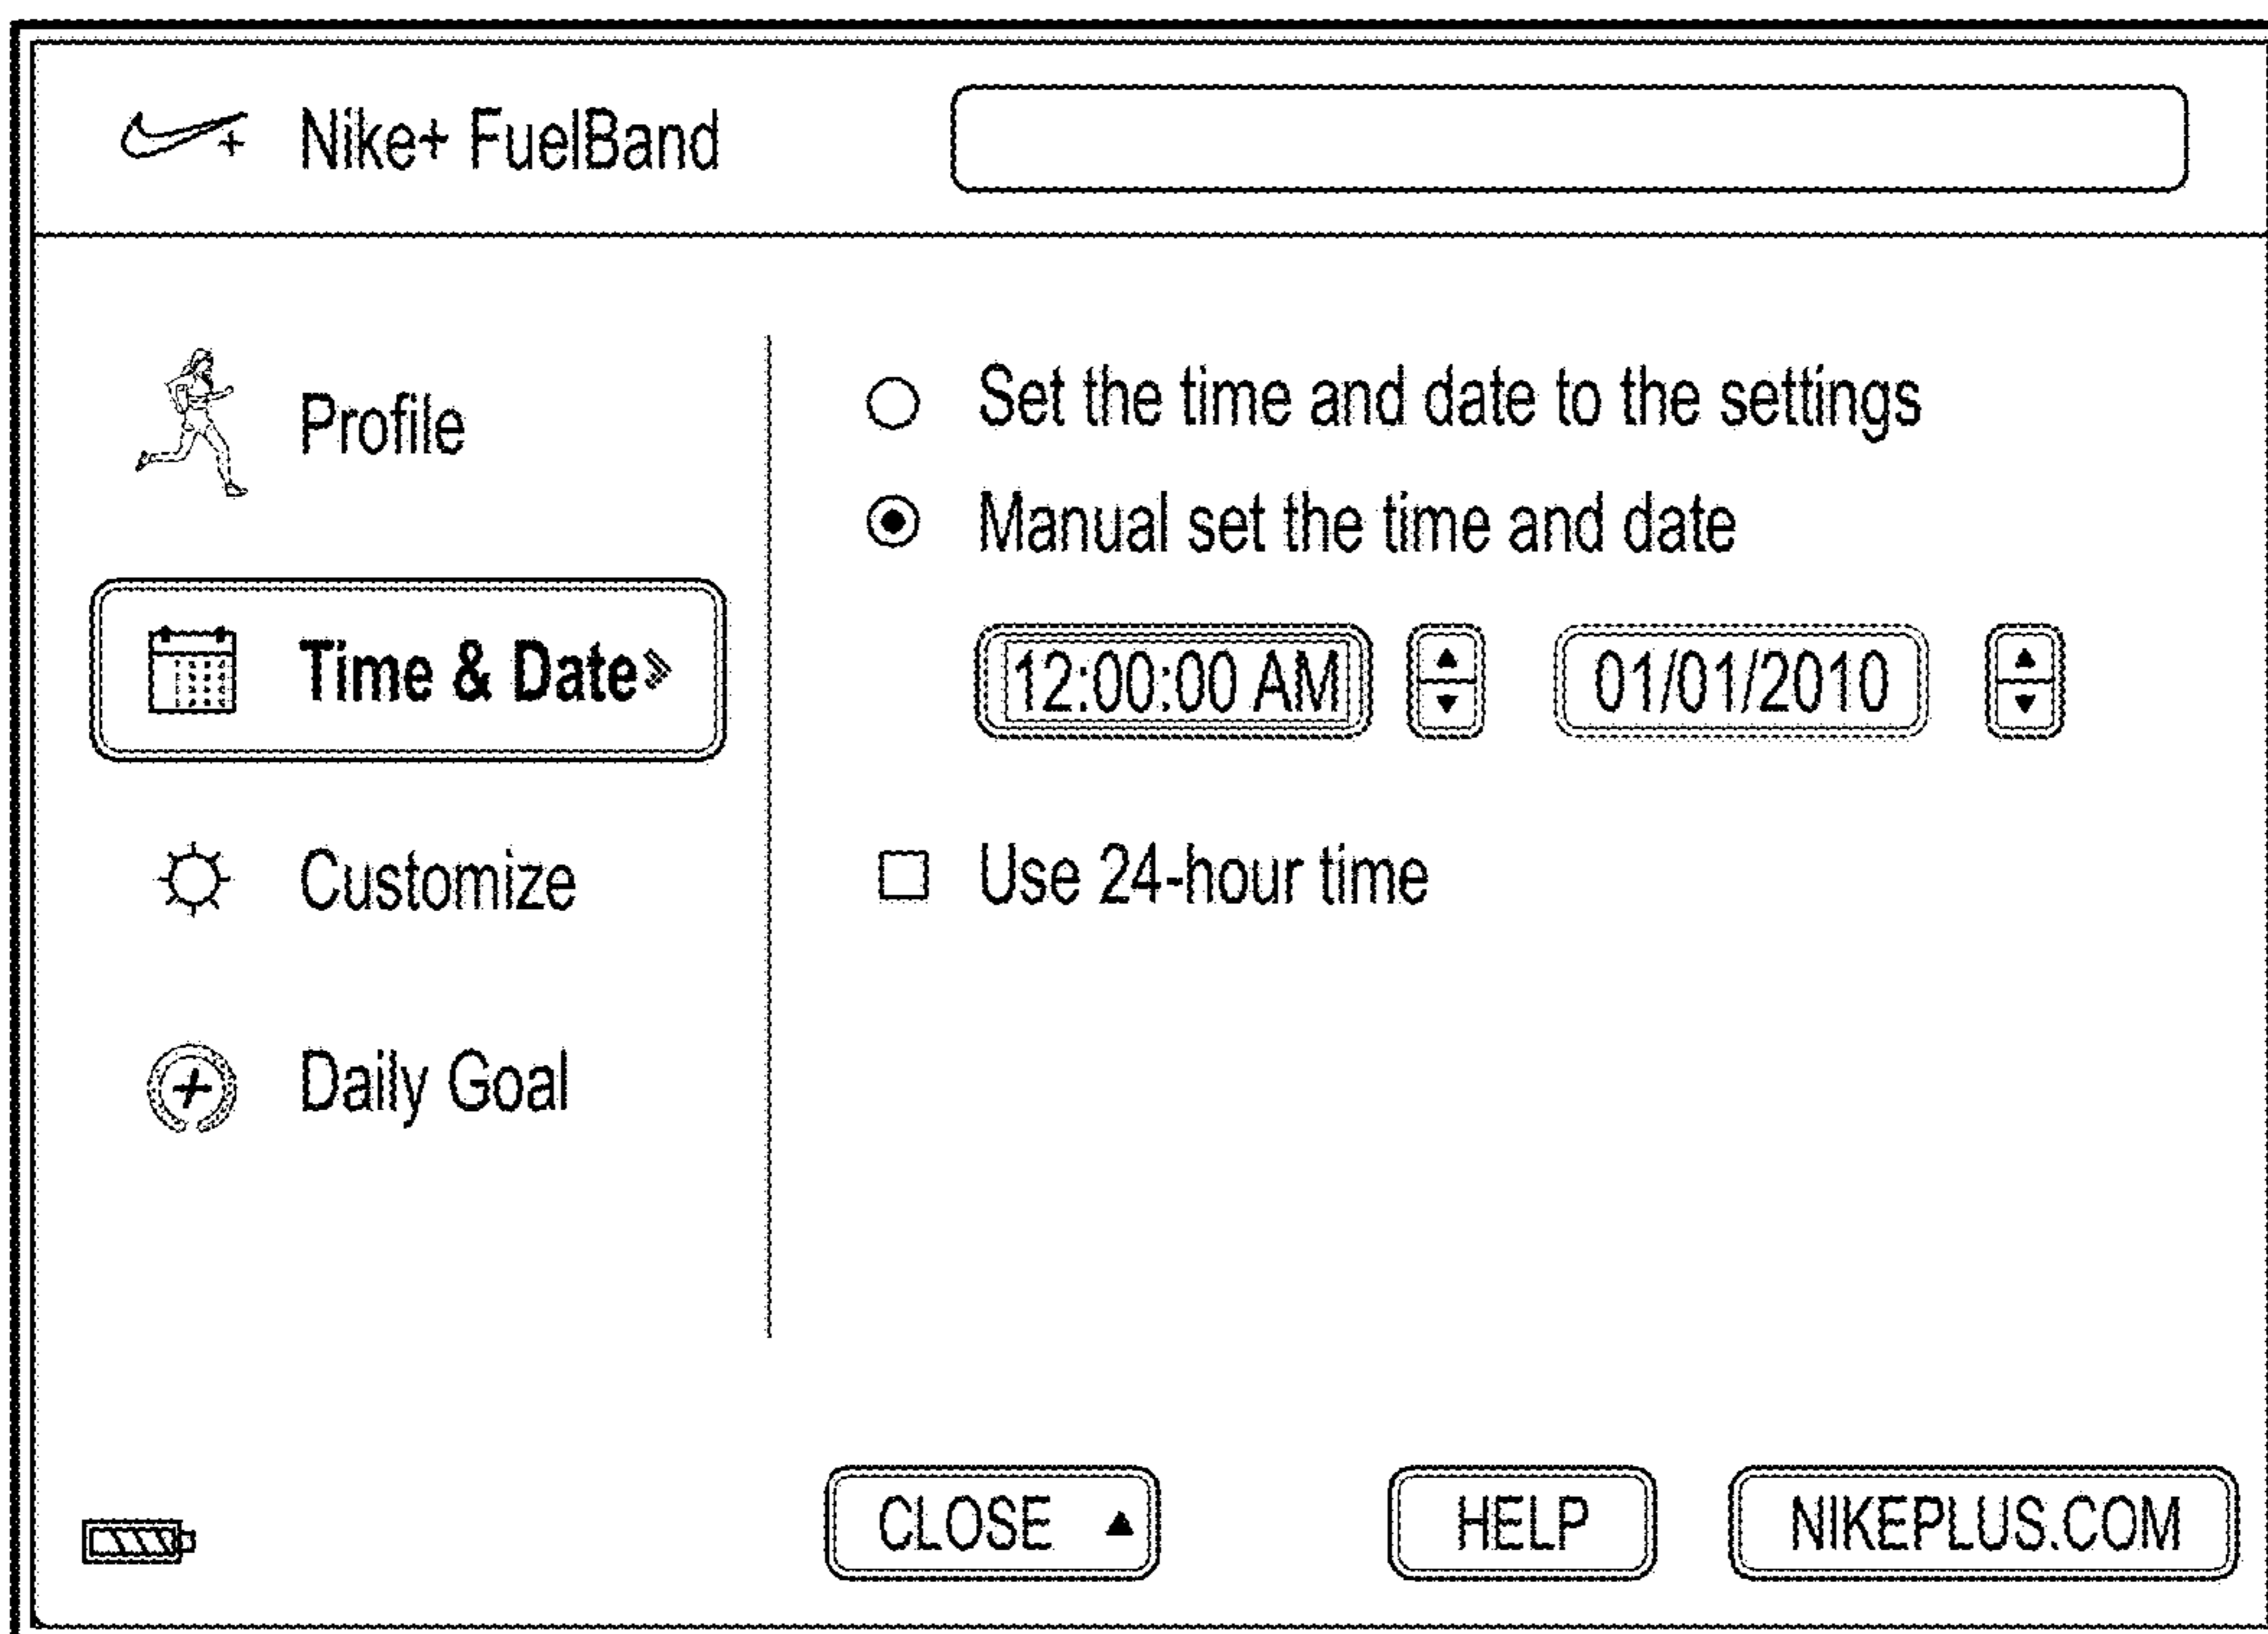 Nike+ FuelBand
Profile
Time & Date»
Customize
Daily Goal
Set the time and date to the settings
Manual set the time and date
12:00:00 AM 01/01/2010
Use 24-hour time
CLOSE HELP NIKEPLUS.COM